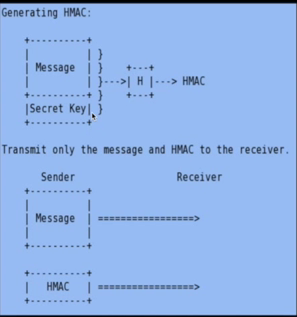 Generating HMAC:
+----------+
|          | }
| Message  | }   +---+
|          | }--->| H |---> HMAC
+----------+ }   +---+
|Secret Key| }
+----------+
Transmit only the message and HMAC to the receiver.
Sender Receiver
+----------+
|          |
| Message  | =================>
|          |
+----------+
+----------+
|   HMAC   | =================>
+----------+